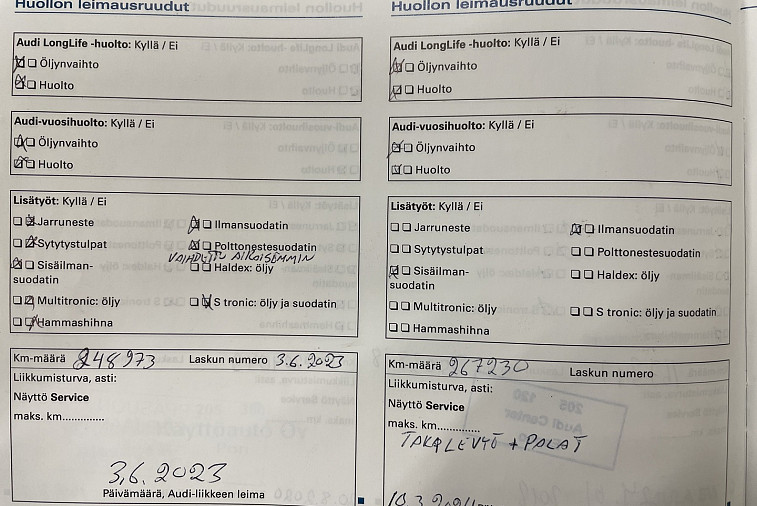 Huollon leimausruudut
Audi LongLife -huolto: Kyllä / Ei
Öljynvaihto
Huolto
Audi-vuosihuolto: Kyllä / Ei
Öljynvaihto
Huolto
Lisätyöt: Kyllä / Ei
Jarruneste
Ilmansuodatin
Sytytystulpat
Polttonestesuodatin
VAIHDETTU AIKAISEMMIN
Sisäilman-
suodatin
Haldex: öljy
Multitronic: öljy
S tronic: öljy ja suodatin
Hammashihna
Km-määrä 248973 Laskun numero 3.6.2023
Liikkumisturva, asti:
Näyttö Service
maks. km..............
3.6.2023
Päivämäärä, Audi-liikkeen leima
Huollon leimausruudut
Audi LongLife -huolto: Kyllä / Ei
Öljynvaihto
Huolto
Audi-vuosihuolto: Kyllä / Ei
Öljynvaihto
Huolto
Lisätyöt: Kyllä / Ei
Jarruneste
Ilmansuodatin
Sytytystulpat
Polttonestesuodatin
Sisäilman-
suodatin
Haldex: öljy
Multitronic: öljy
S tronic: öljy ja suodatin
Hammashihna
Km-määrä 267230 Laskun numero
Liikkumisturva, asti:
Näyttö Service
maks. km..............
TAKALEVYÖ + PALAT